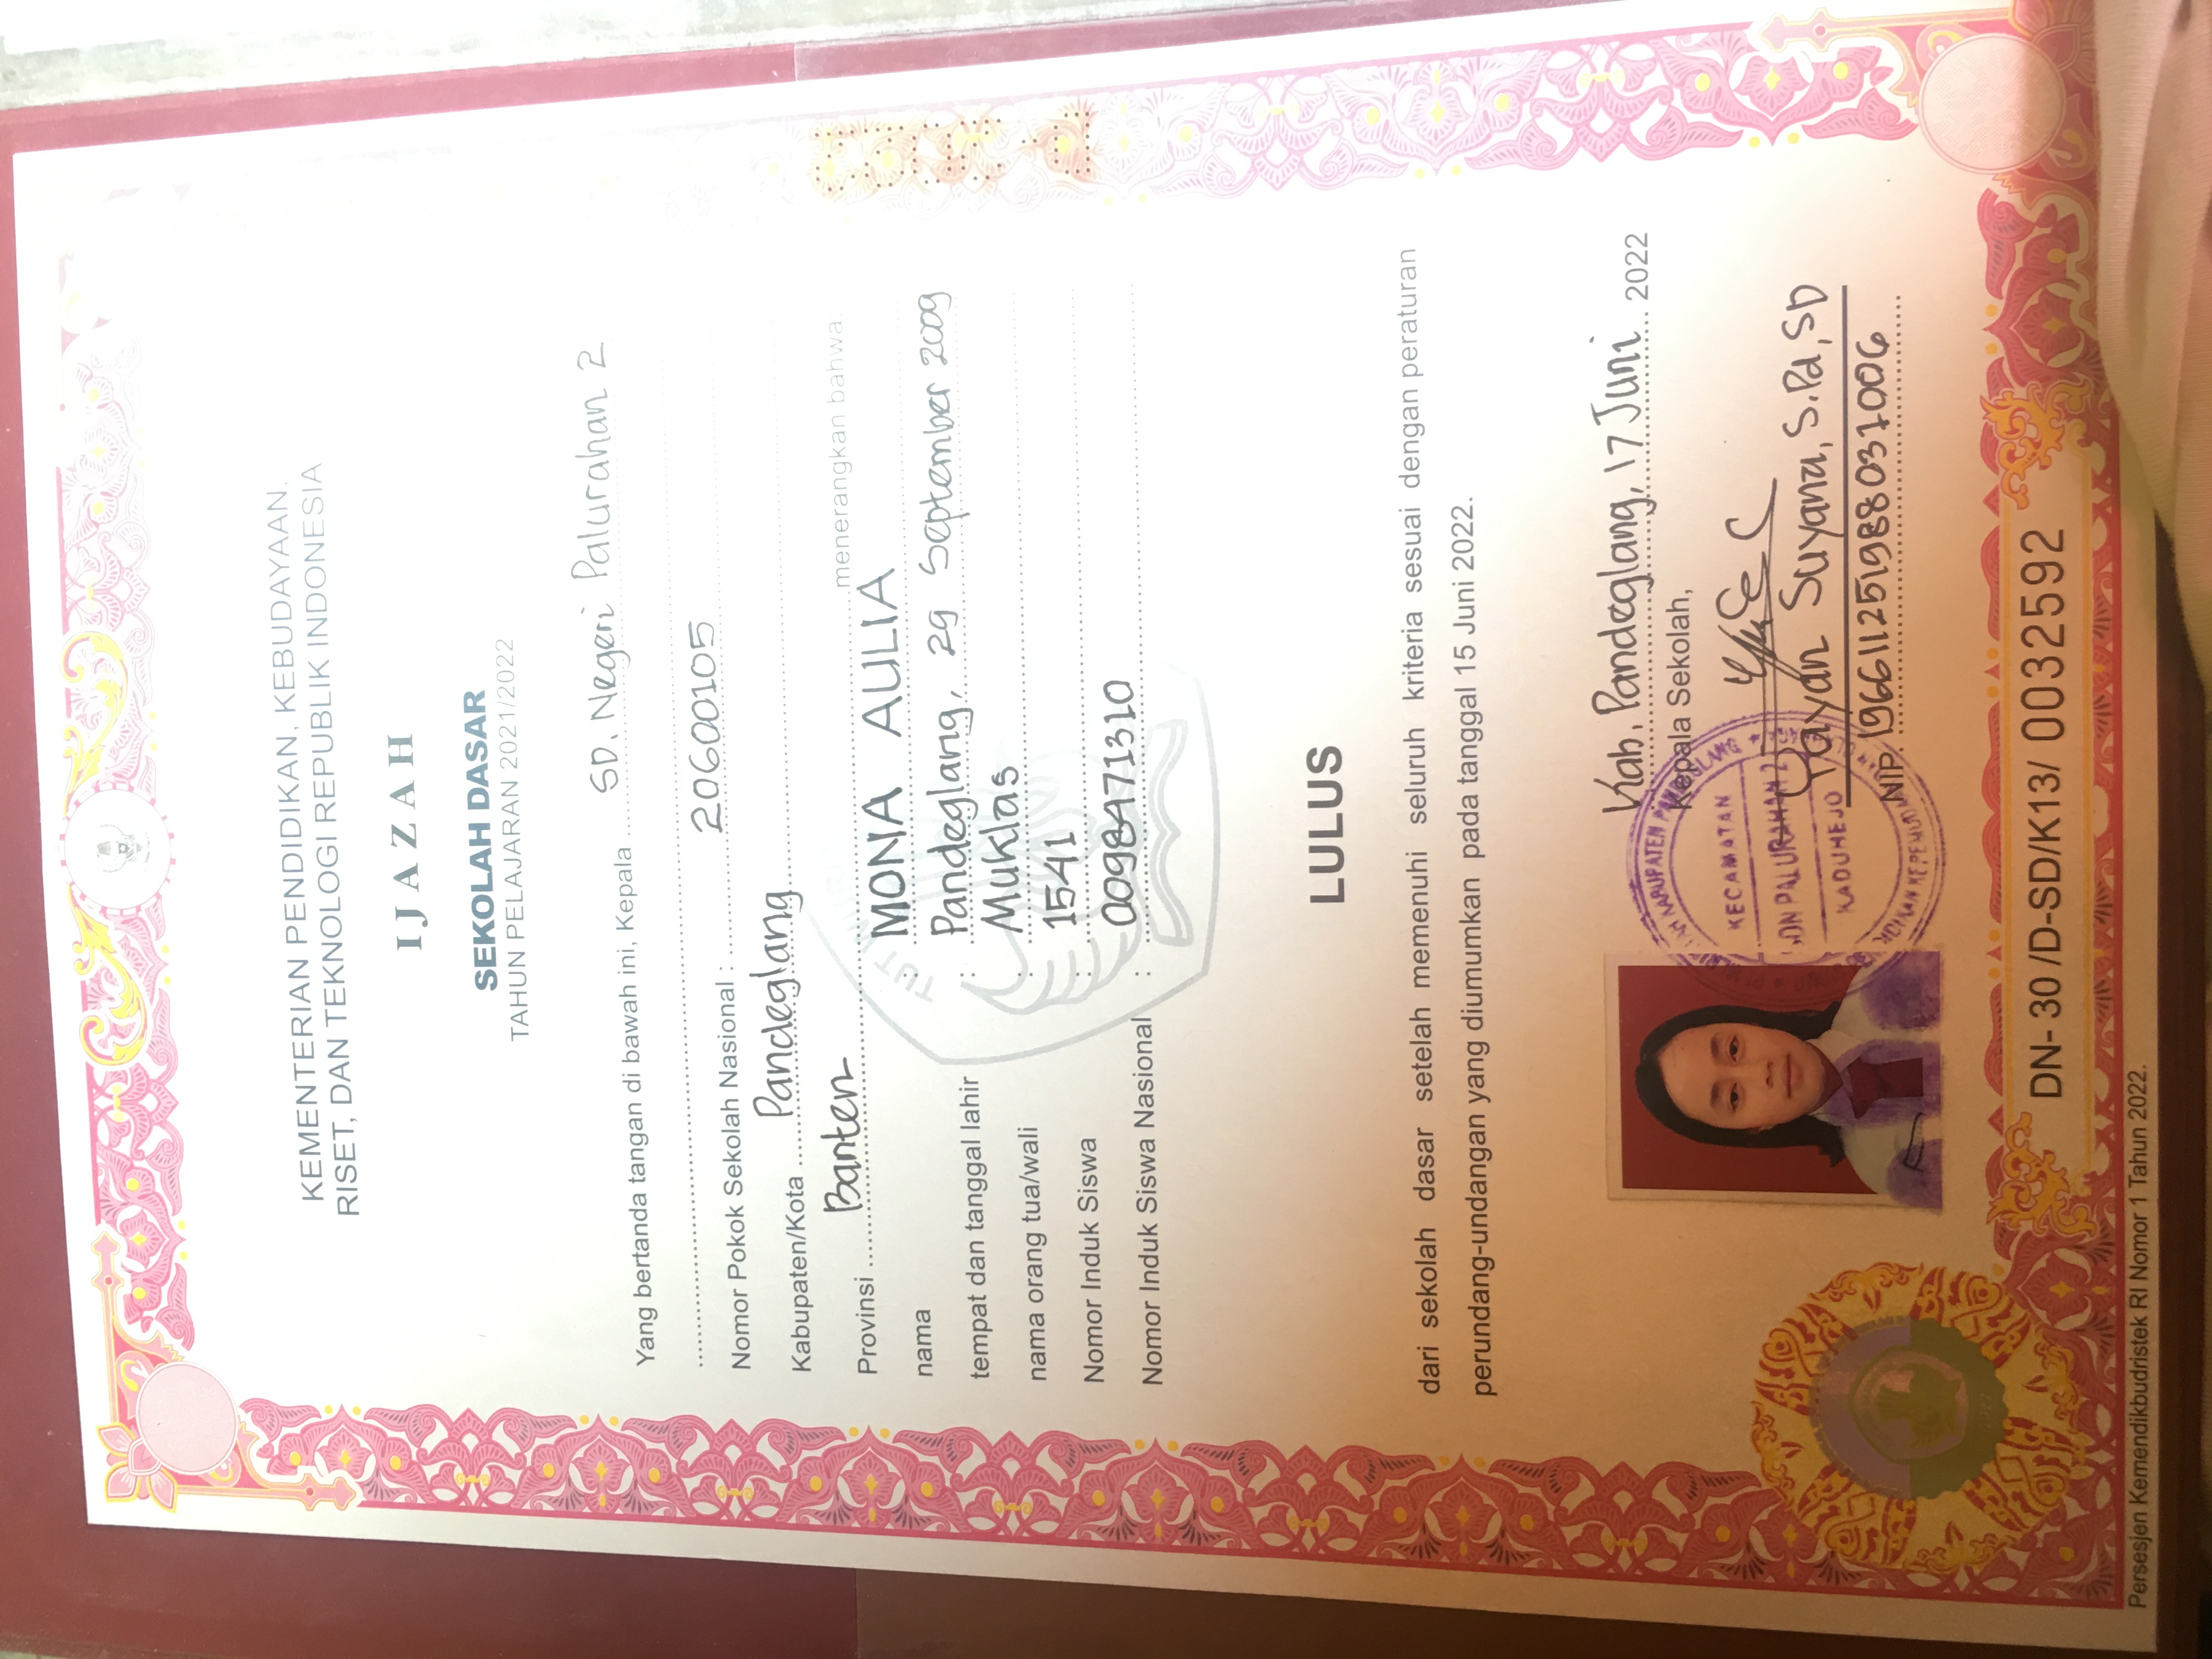 KEMENTERIAN PENDIDIKAN, KEBUDAYAAN,
RISET, DAN TEKNOLOGI REPUBLIK INDONESIA
IJAZAH
SEKOLAH DASAR
TAHUN PELAJARAN 2021/2022
Yang bertanda tangan di bawah ini, Kepala SD. Negeri Palurahan 2
Nomor Pokok Sekolah Nasional : 20600105
Kabupaten/Kota Pandeglang
Provinsi Banten menerangkan bahwa
nama : MONA AULIA
tempat dan tanggal lahir : Pandeglang, 29 September 2009
nama orang tua/wali : Muklas
Nomor Induk Siswa : 1541
Nomor Induk Siswa Nasional : 0098471310
TUT WURI
LULUS
dari sekolah dasar setelah memenuhi seluruh kriteria sesuai dengan peraturan
perundang-undangan yang diumumkan pada tanggal 15 Juni 2022.
Kab. Pandeglang, 17 Juni 2022
Kepala Sekolah,
KABUPATEN PANDEGLANG
KECAMATAN
SDN PALURAHAN 2
KADUHEJO
Yayan Suyana, S.Pd, SD
NIP. 196611251988031006
DN- 30 /D-SD/K13/ 0032592
Persesjen Kemendikbudristek RI Nomor 1 Tahun 2022.